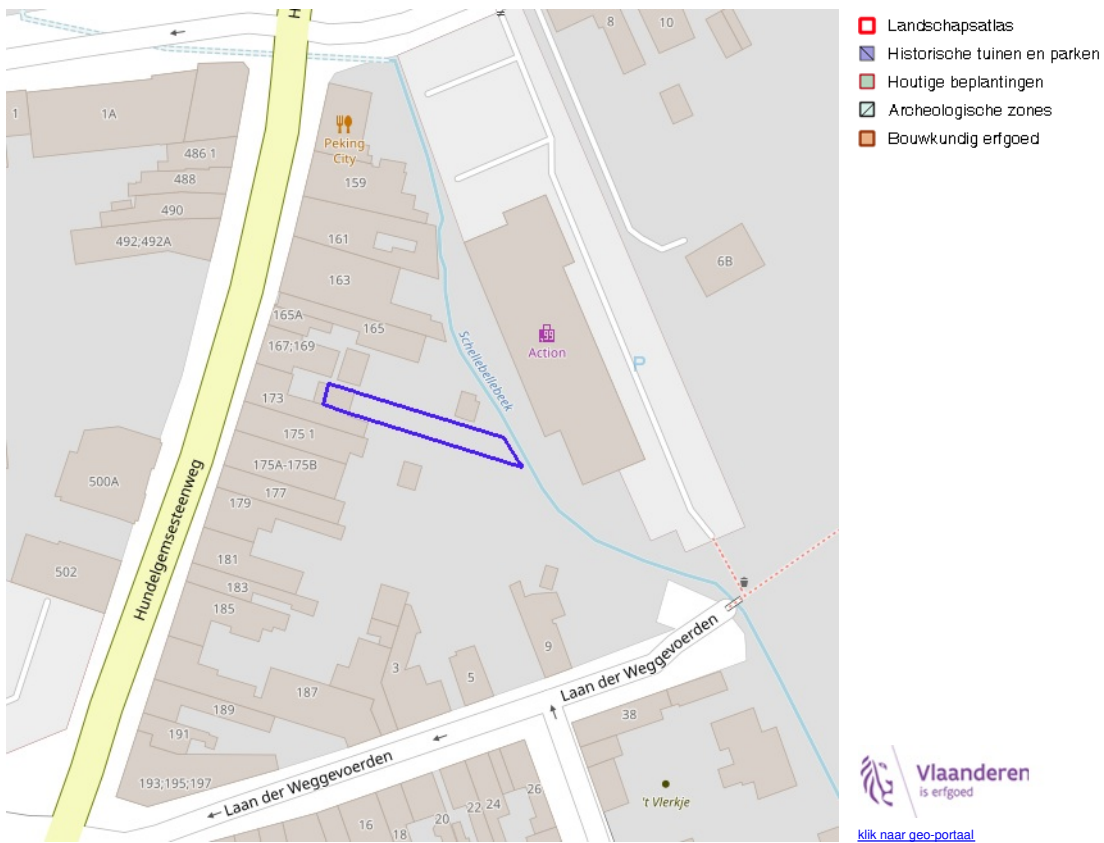 H
8
10
1
1A
486 1
488
490
492;492A
Peking
City
159
161
163
165A
165
167;169
173
175 1
175A-175B
177
179
181
183
185
187
189
191
193;195;197
500A
502
Hundelgemsesteenweg
Schellebellebeek
Action
P
6B
3
5
9
Laan der Weggevoerden
Laan der Weggevoerden
38
't Vlerkje
16
18
20
22
24
26
Landschapsatlas
Historische tuinen en parken
Houtige beplantingen
Archeologische zones
Bouwkundig erfgoed
Vlaanderen
is erfgoed
klik naar geo-portaal